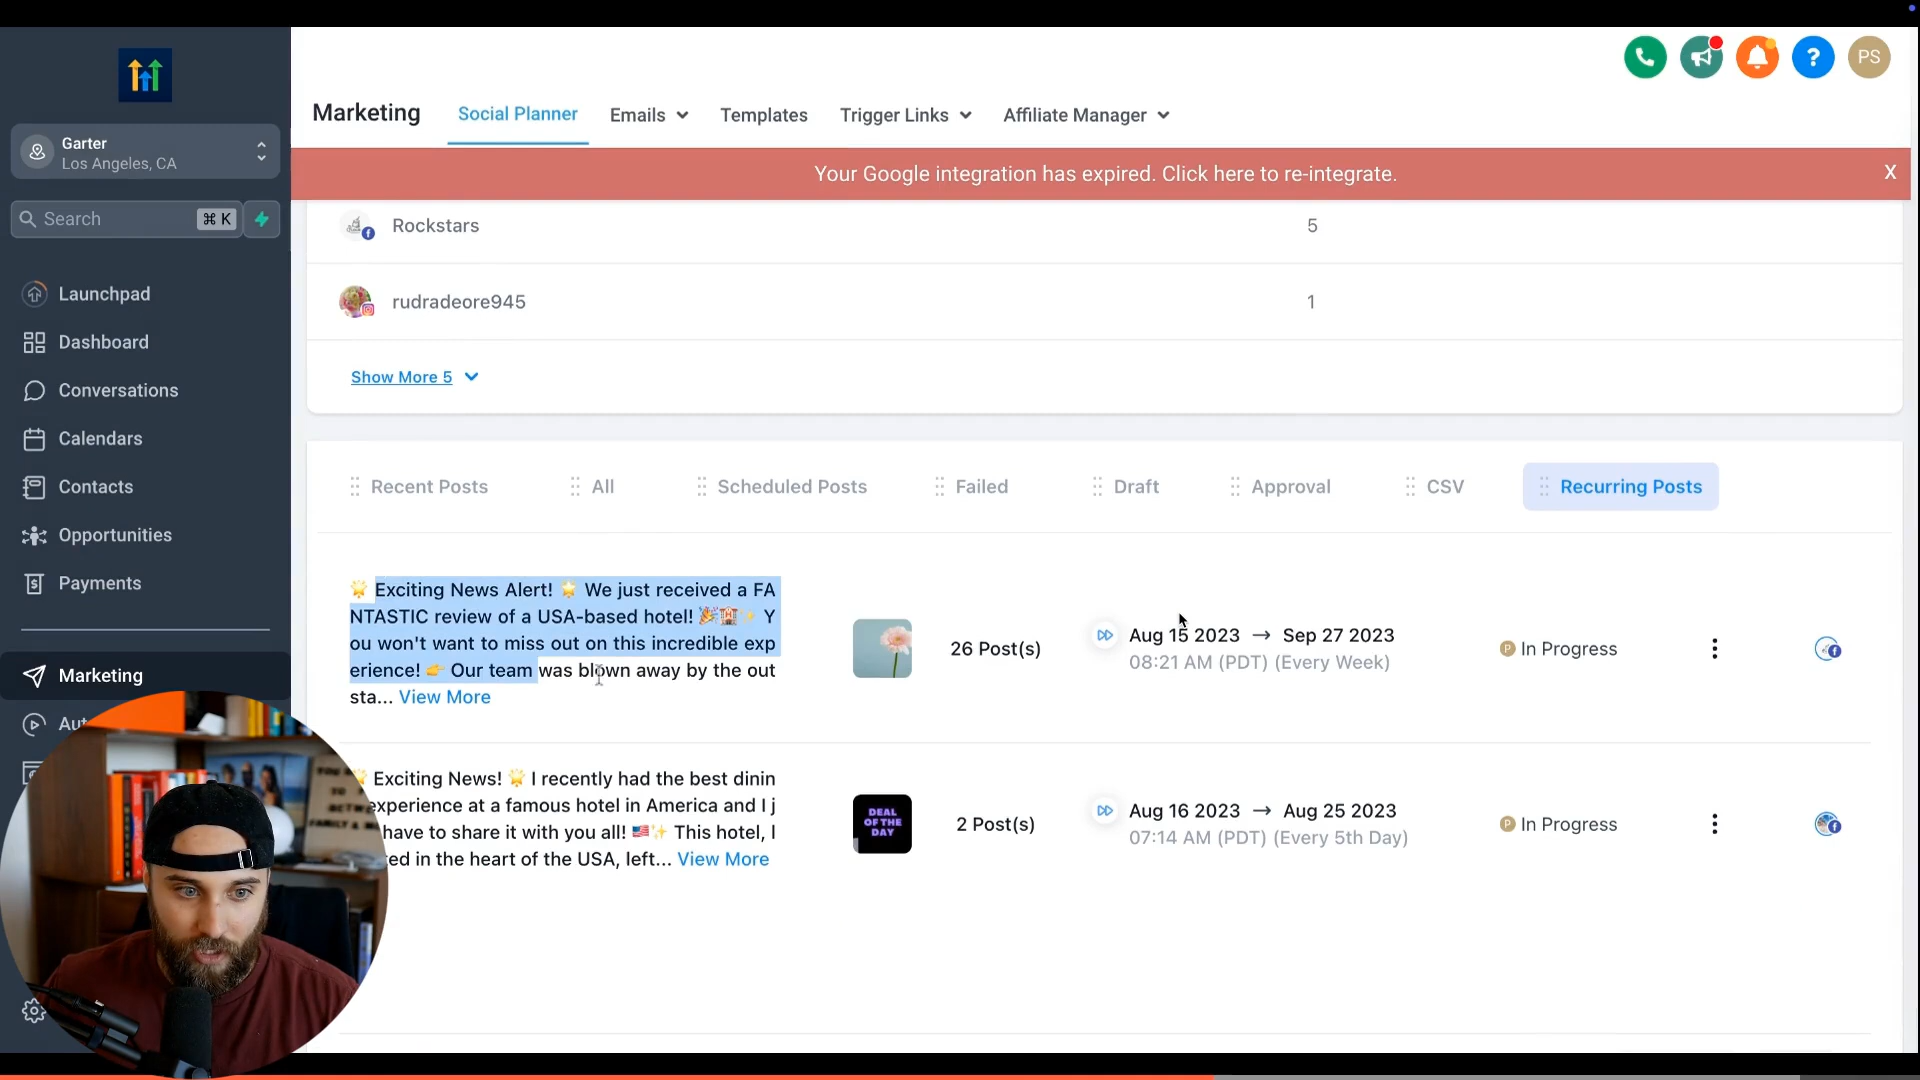 PS
Marketing
Social Planner
Emails
Templates
Trigger Links
Affiliate Manager
Garter
Los Angeles, CA
Your Google integration has expired. Click here to re-integrate.
X
Search
⌘ K
Rockstars
5
rudradeore945
1
Show More 5
Launchpad
Dashboard
Conversations
Calendars
Contacts
Opportunities
Payments
Marketing
Recent Posts
All
Scheduled Posts
Failed
Draft
Approval
CSV
Recurring Posts
🌟 Exciting News Alert! 🌟 We just received a FA
NTASTIC review of a USA-based hotel! 🎉🏨✨ Y
ou won't want to miss out on this incredible exp
erience! 👉 Our team was blown away by the out
sta... View More
26 Post(s)
Aug 15 2023 → Sep 27 2023
08:21 AM (PDT) (Every Week)
P In Progress
Exciting News! 🌟 I recently had the best dinin
experience at a famous hotel in America and I j
have to share it with you all! 🇺🇸✨ This hotel, l
in the heart of the USA, left... View More
DEAL
OF THE
DAY
2 Post(s)
Aug 16 2023 → Aug 25 2023
07:14 AM (PDT) (Every 5th Day)
P In Progress